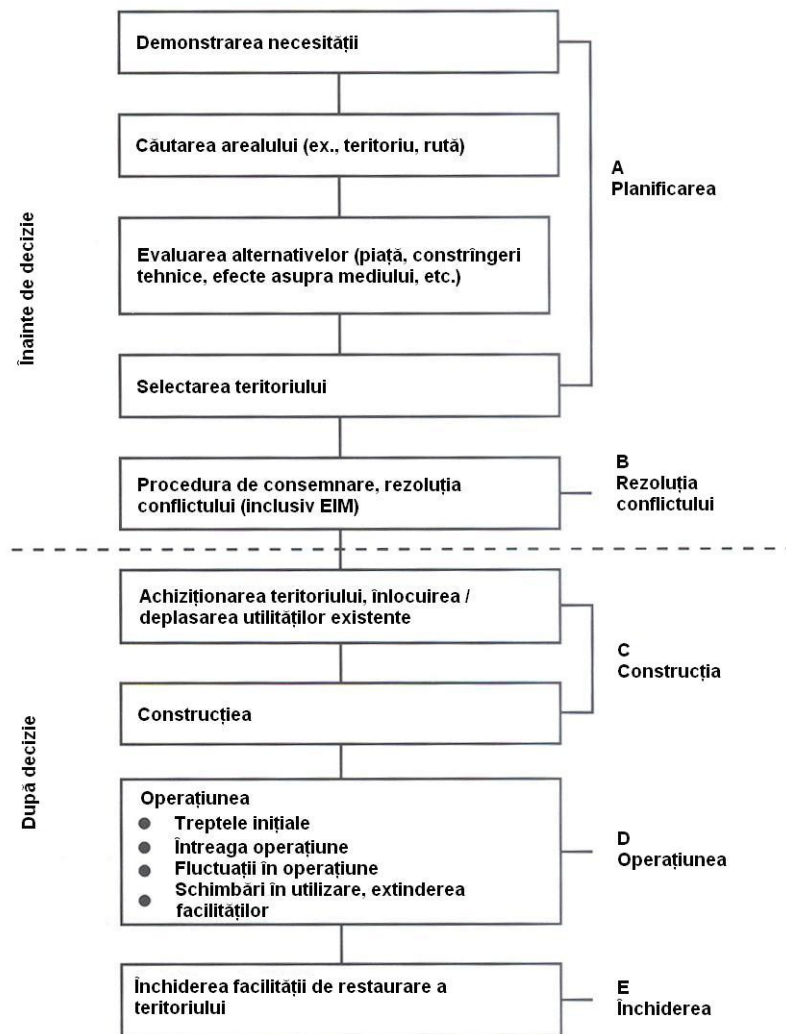 Demonstrarea necesității
Căutarea arealului (ex., teritoriu, rută)
A
Planificarea
Evaluarea alternativelor (piață, constrîngeri
tehnice, efecte asupra mediului, etc.)
Înainte de decizie
Selectarea teritoriului
Procedura de consemnare, rezoluția
conflictului (inclusiv EIM)
B
Rezoluția
conflictului
Achiziționarea teritoriului, înlocuirea /
deplasarea utilităților existente
C
Construcția
Construcțiea
După decizie
Operațiunea
● Treptele inițiale
● Întreaga operațiune
● Fluctuații în operațiune
● Schimbări în utilizare, extinderea
facilităților
D
Operațiunea
Închiderea facilității de restaurare a
teritoriului
E
Închiderea